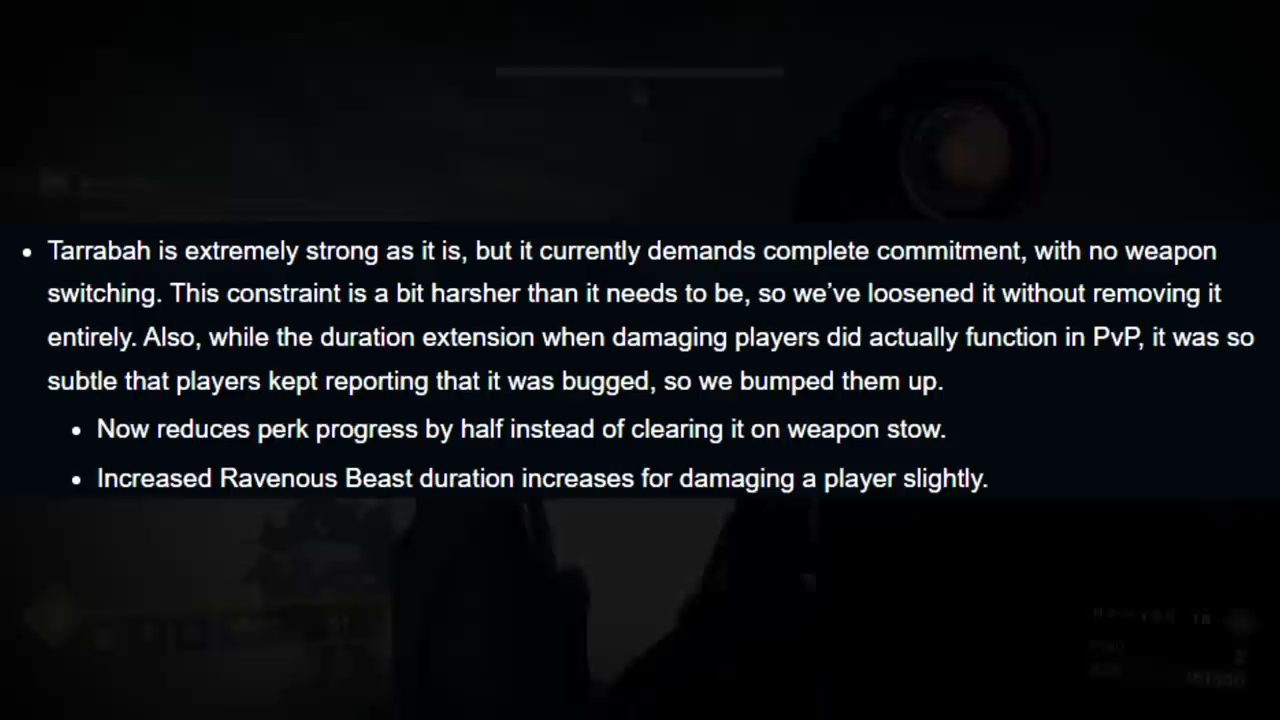 • Tarrabah is extremely strong as it is, but it currently demands complete commitment, with no weapon
switching. This constraint is a bit harsher than it needs to be, so we’ve loosened it without removing it
entirely. Also, while the duration extension when damaging players did actually function in PvP, it was so
subtle that players kept reporting that it was bugged, so we bumped them up.
• Now reduces perk progress by half instead of clearing it on weapon stow.
• Increased Ravenous Beast duration increases for damaging a player slightly.